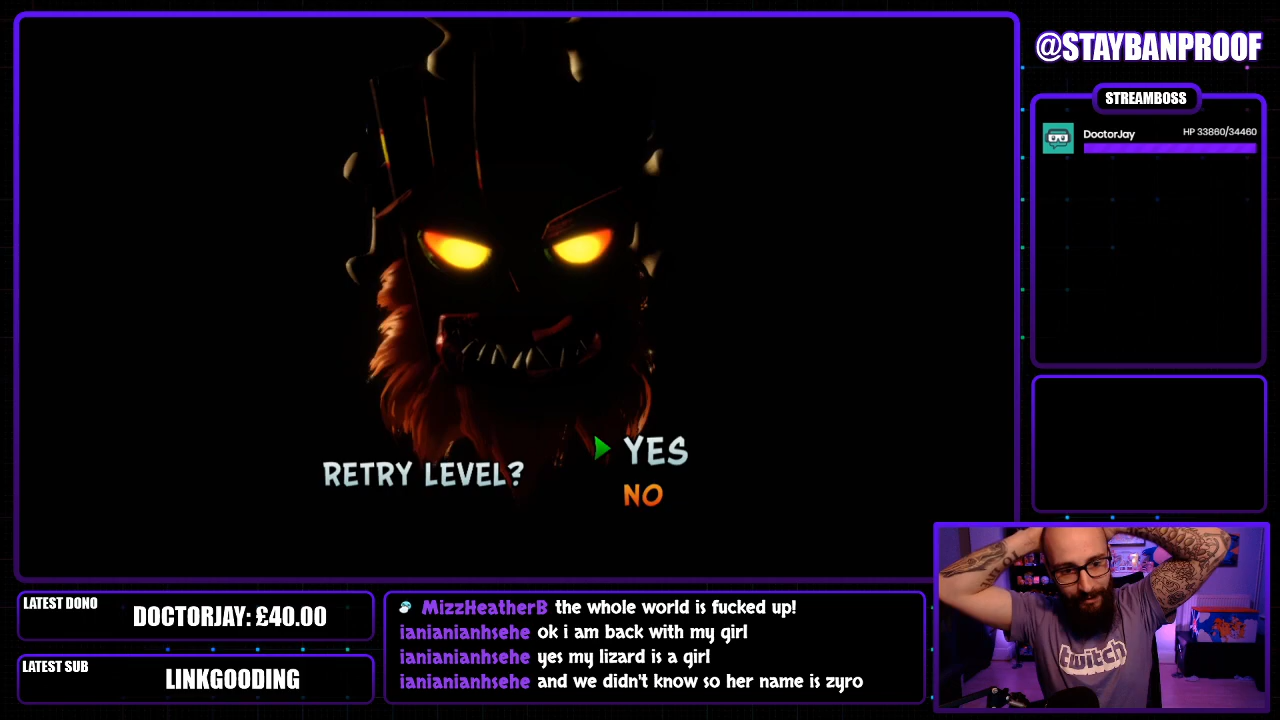 @STAYBANPROOF
STREAMBOSS
DoctorJay HP 33860/34460
RETRY LEVEL?
YES
NO
LATEST DONO
DOCTORJAY: £40.00
LATEST SUB
LINKGOODING
MizzHeatherB the whole world is fucked up!
ianianianhsehe ok i am back with my girl
ianianianhsehe yes my lizard is a girl
ianianianhsehe and we didn't know so her name is zyro
twitch